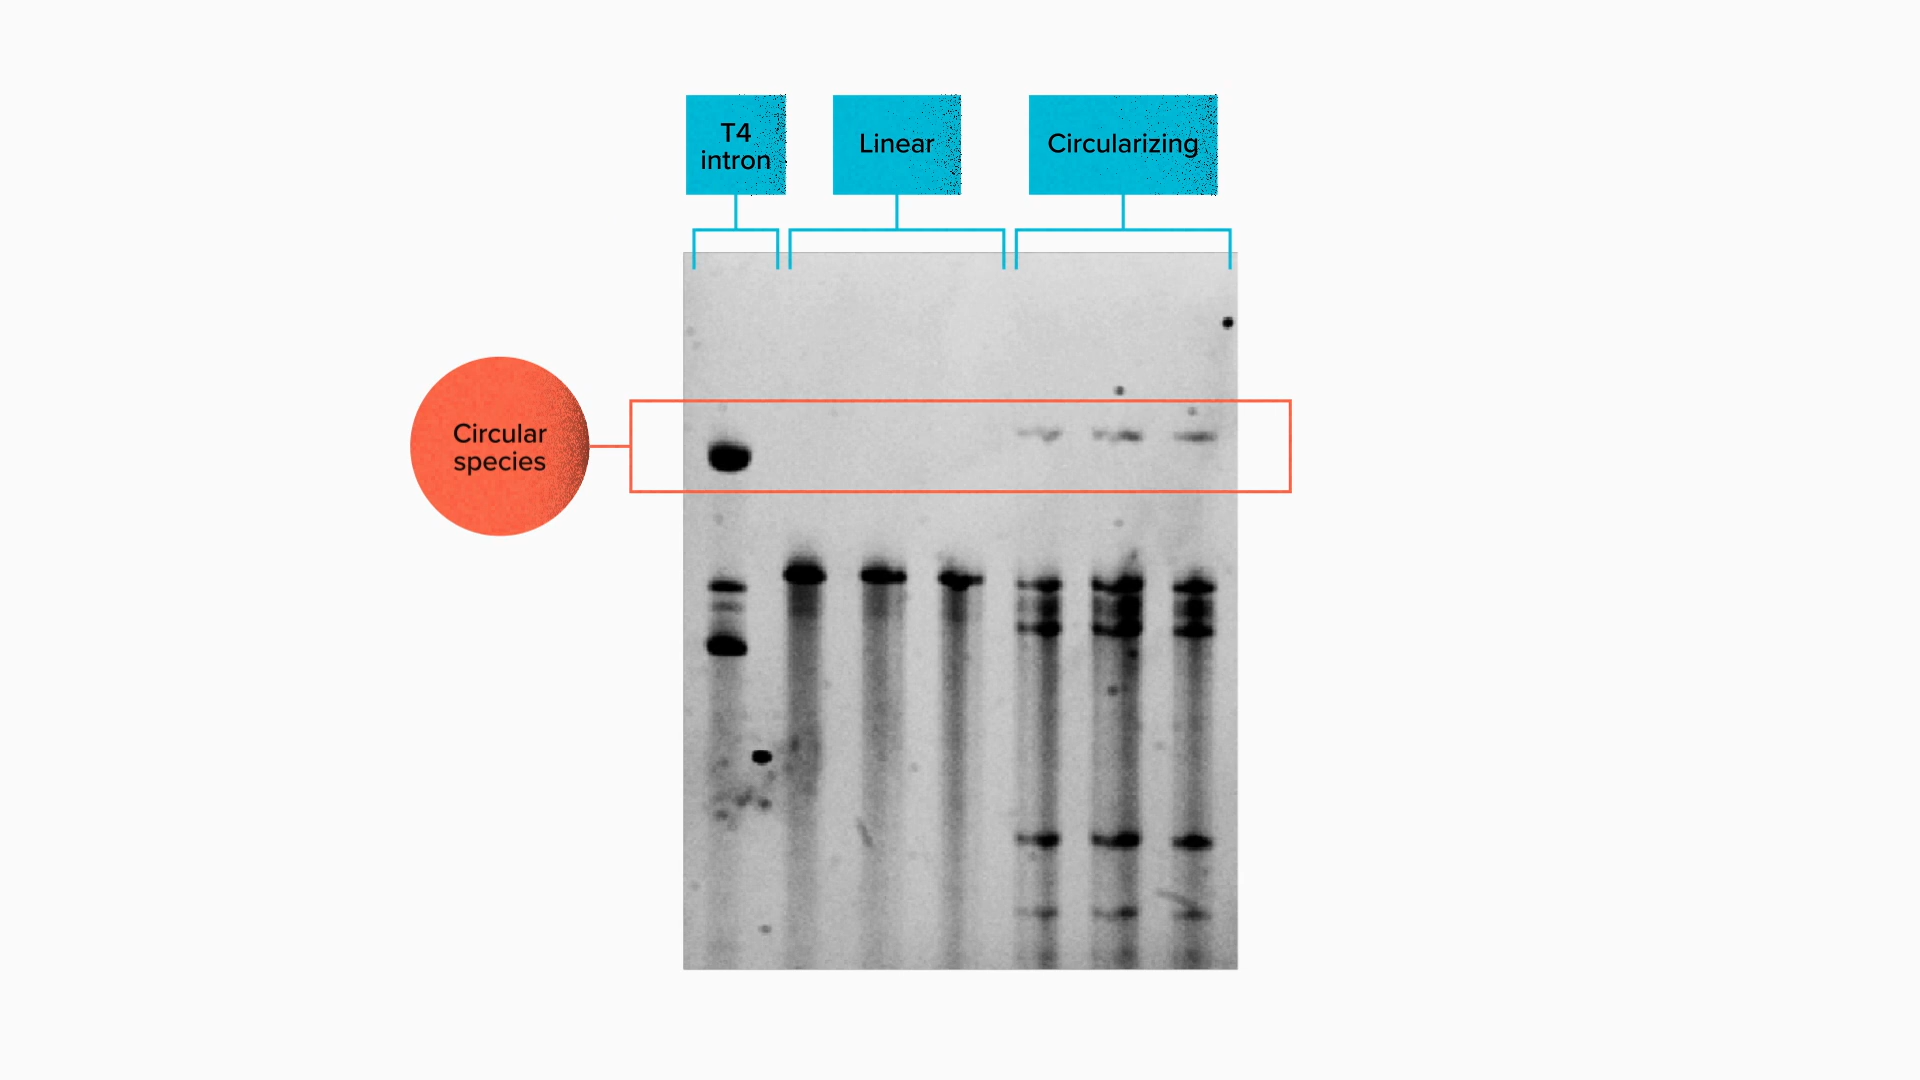 T4
intron
Linear
Circularizing
Circular
species